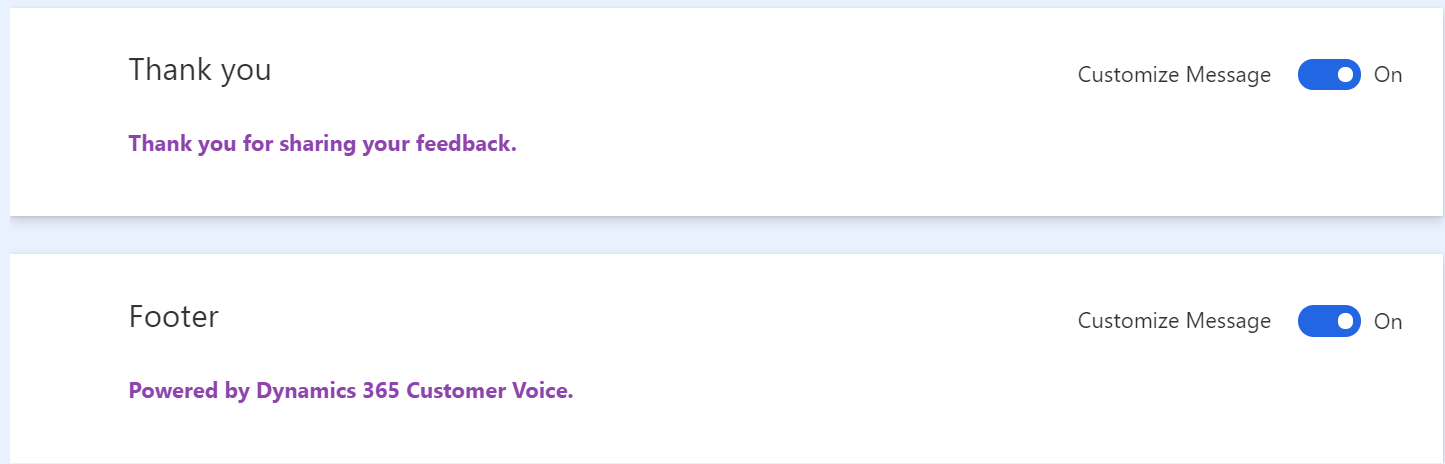 Thank you
Customize Message On
Thank you for sharing your feedback.
Footer
Customize Message On
Powered by Dynamics 365 Customer Voice.